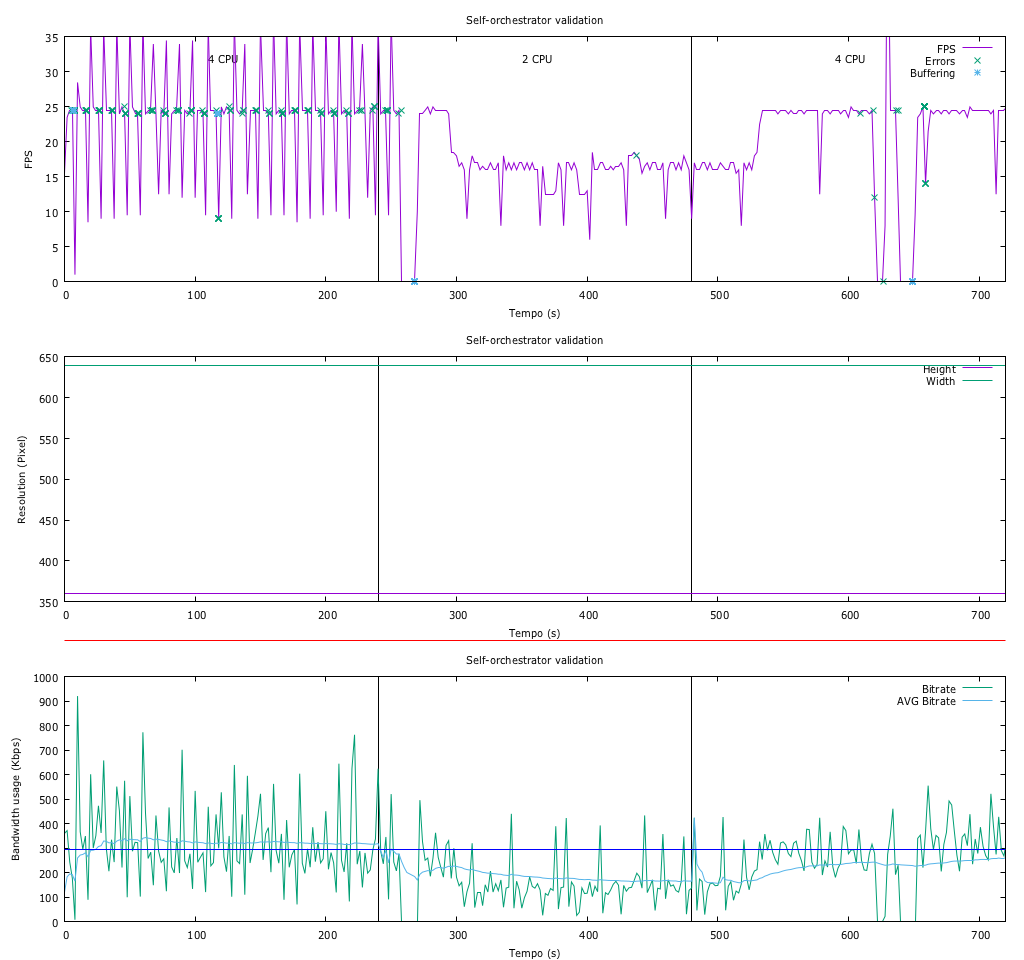 Self-orchestrator validation
35
30
25
20
15
10
5
0
FPS
4 CPU
2 CPU
4 CPU
FPS
Errors
Buffering
0 100 200 300 400 500 600 700
Tempo (s)
Self-orchestrator validation
650
600
550
500
450
400
350
Resolution (Pixel)
Height
Width
0 100 200 300 400 500 600 700
Tempo (s)
Self-orchestrator validation
1000
900
800
700
600
500
400
300
200
100
0
Bandwidth usage (Kbps)
Bitrate
AVG Bitrate
0 100 200 300 400 500 600 700
Tempo (s)